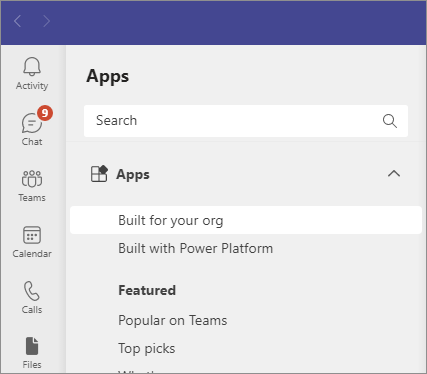 Activity
9
Chat
Teams
Calendar
Calls
Files
Apps
Search
Apps
Built for your org
Built with Power Platform
Featured
Popular on Teams
Top picks